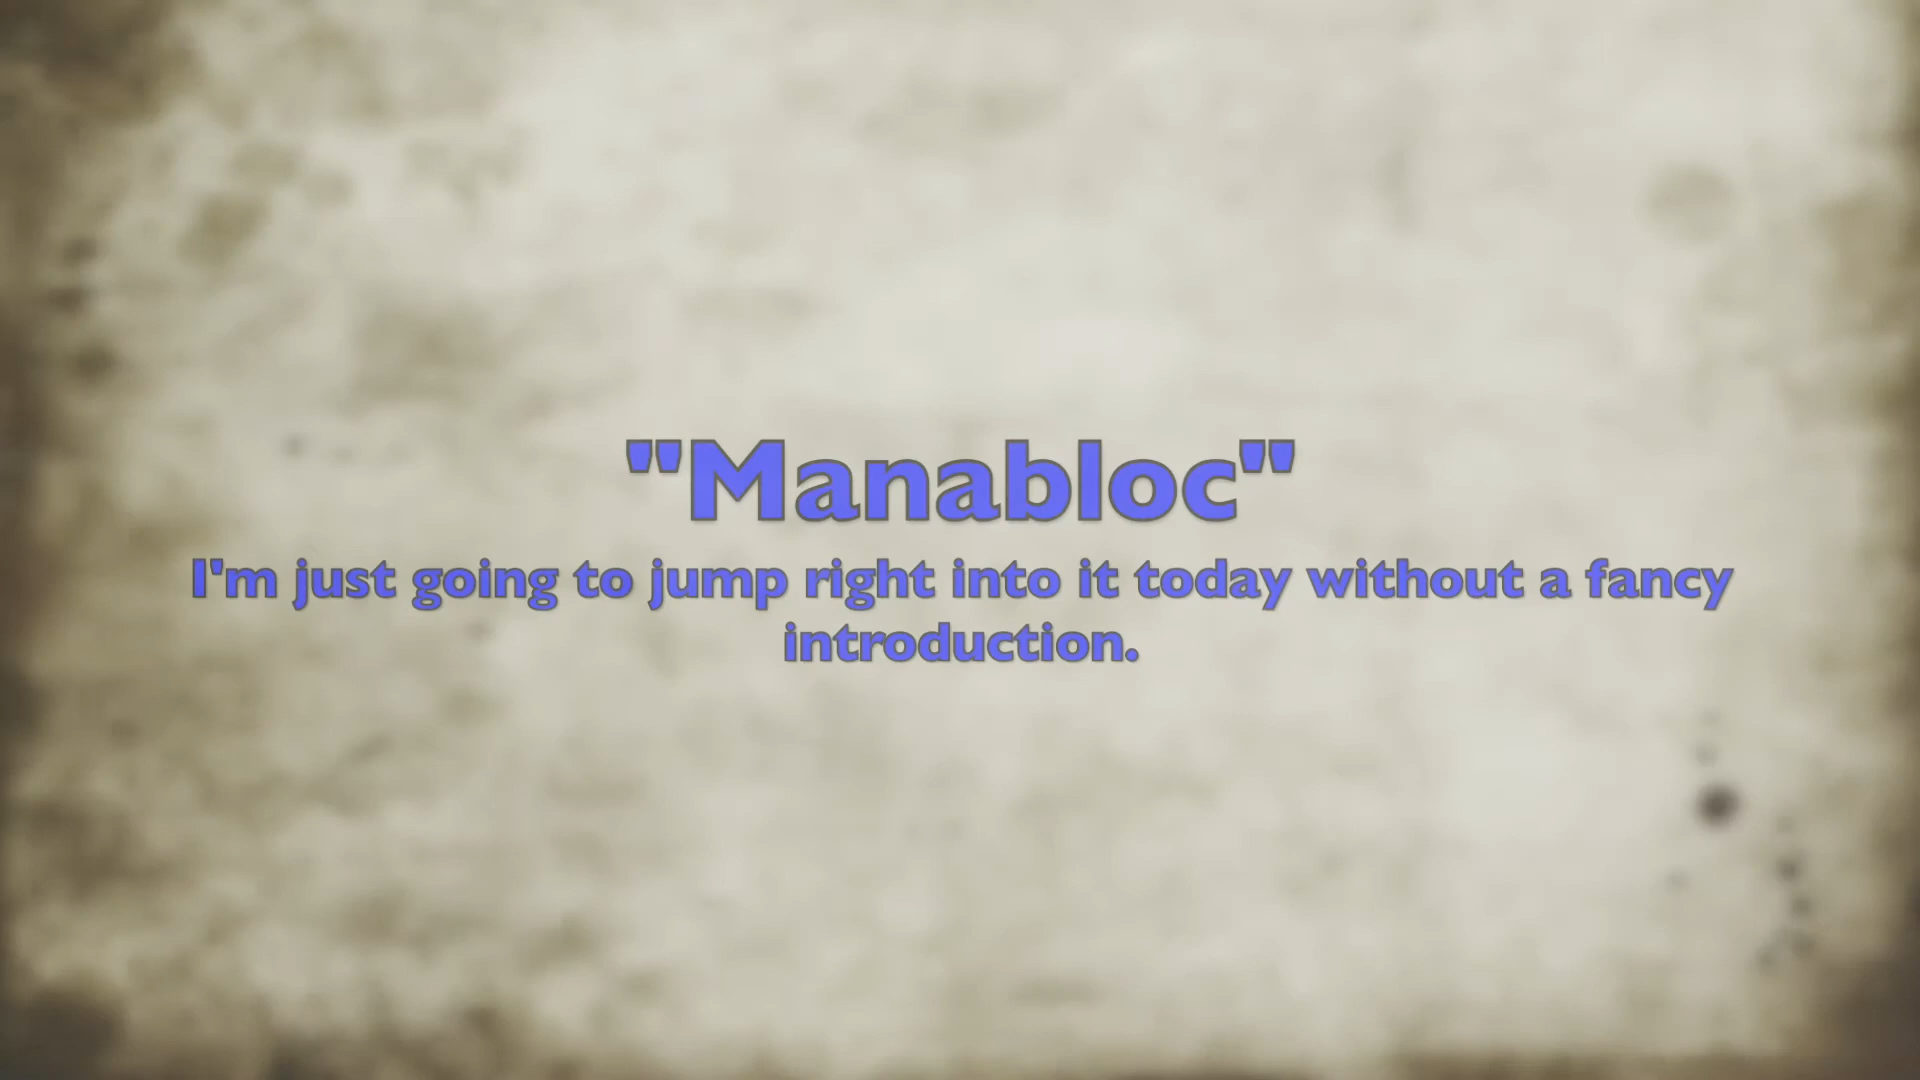 "Manabloc"
I'm just going to jump right into it today without a fancy
introduction.